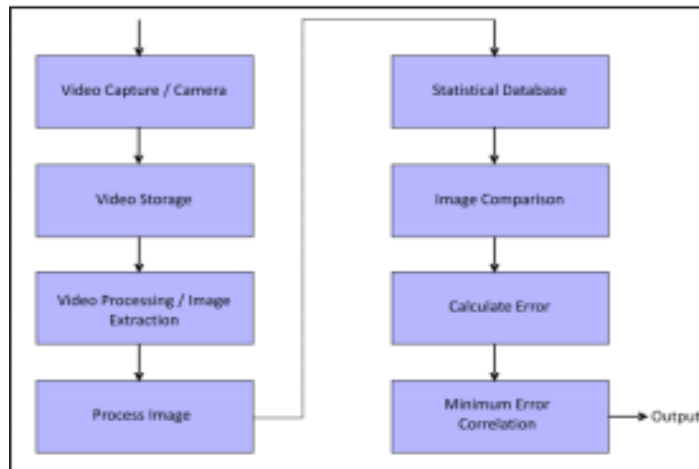 Video Capture / Camera
Video Storage
Video Processing / Image
Extraction
Process Image
Statistical Database
Image Comparison
Calculate Error
Minimum Error
Correlation
Output